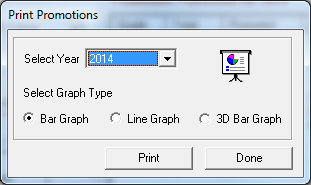 Print Promotions
Select Year 2014
Select Graph Type
Bar Graph Line Graph 3D Bar Graph
Print Done